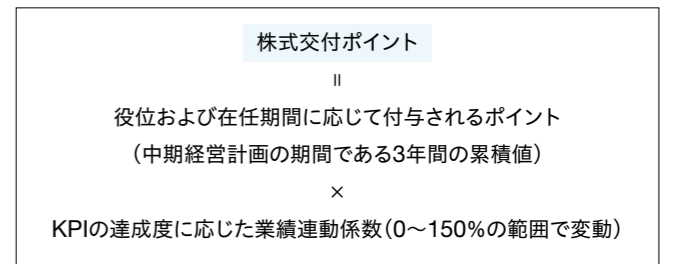 株式交付ポイント
=
役位および在任期間に応じて付与されるポイント
（中期経営計画の期間である3年間の累積値）
×
KPIの達成度に応じた業績連動係数（0～150%の範囲で変動）